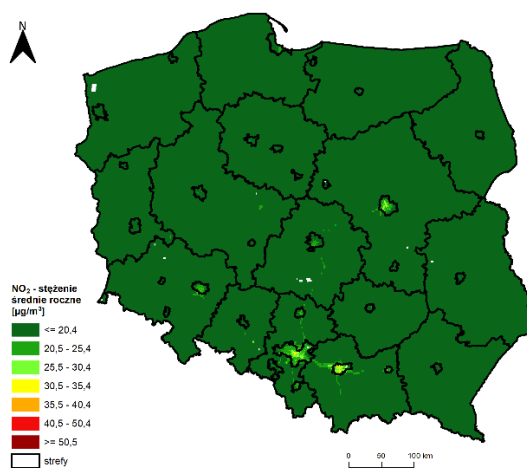 N
NO₂ - stężenie
średnie roczne
[µg/m³]
<= 20,4
20,5 - 25,4
25,5 - 30,4
30,5 - 35,4
35,5 - 40,4
40,5 - 50,4
>= 50,5
strefy
0 50 100 km